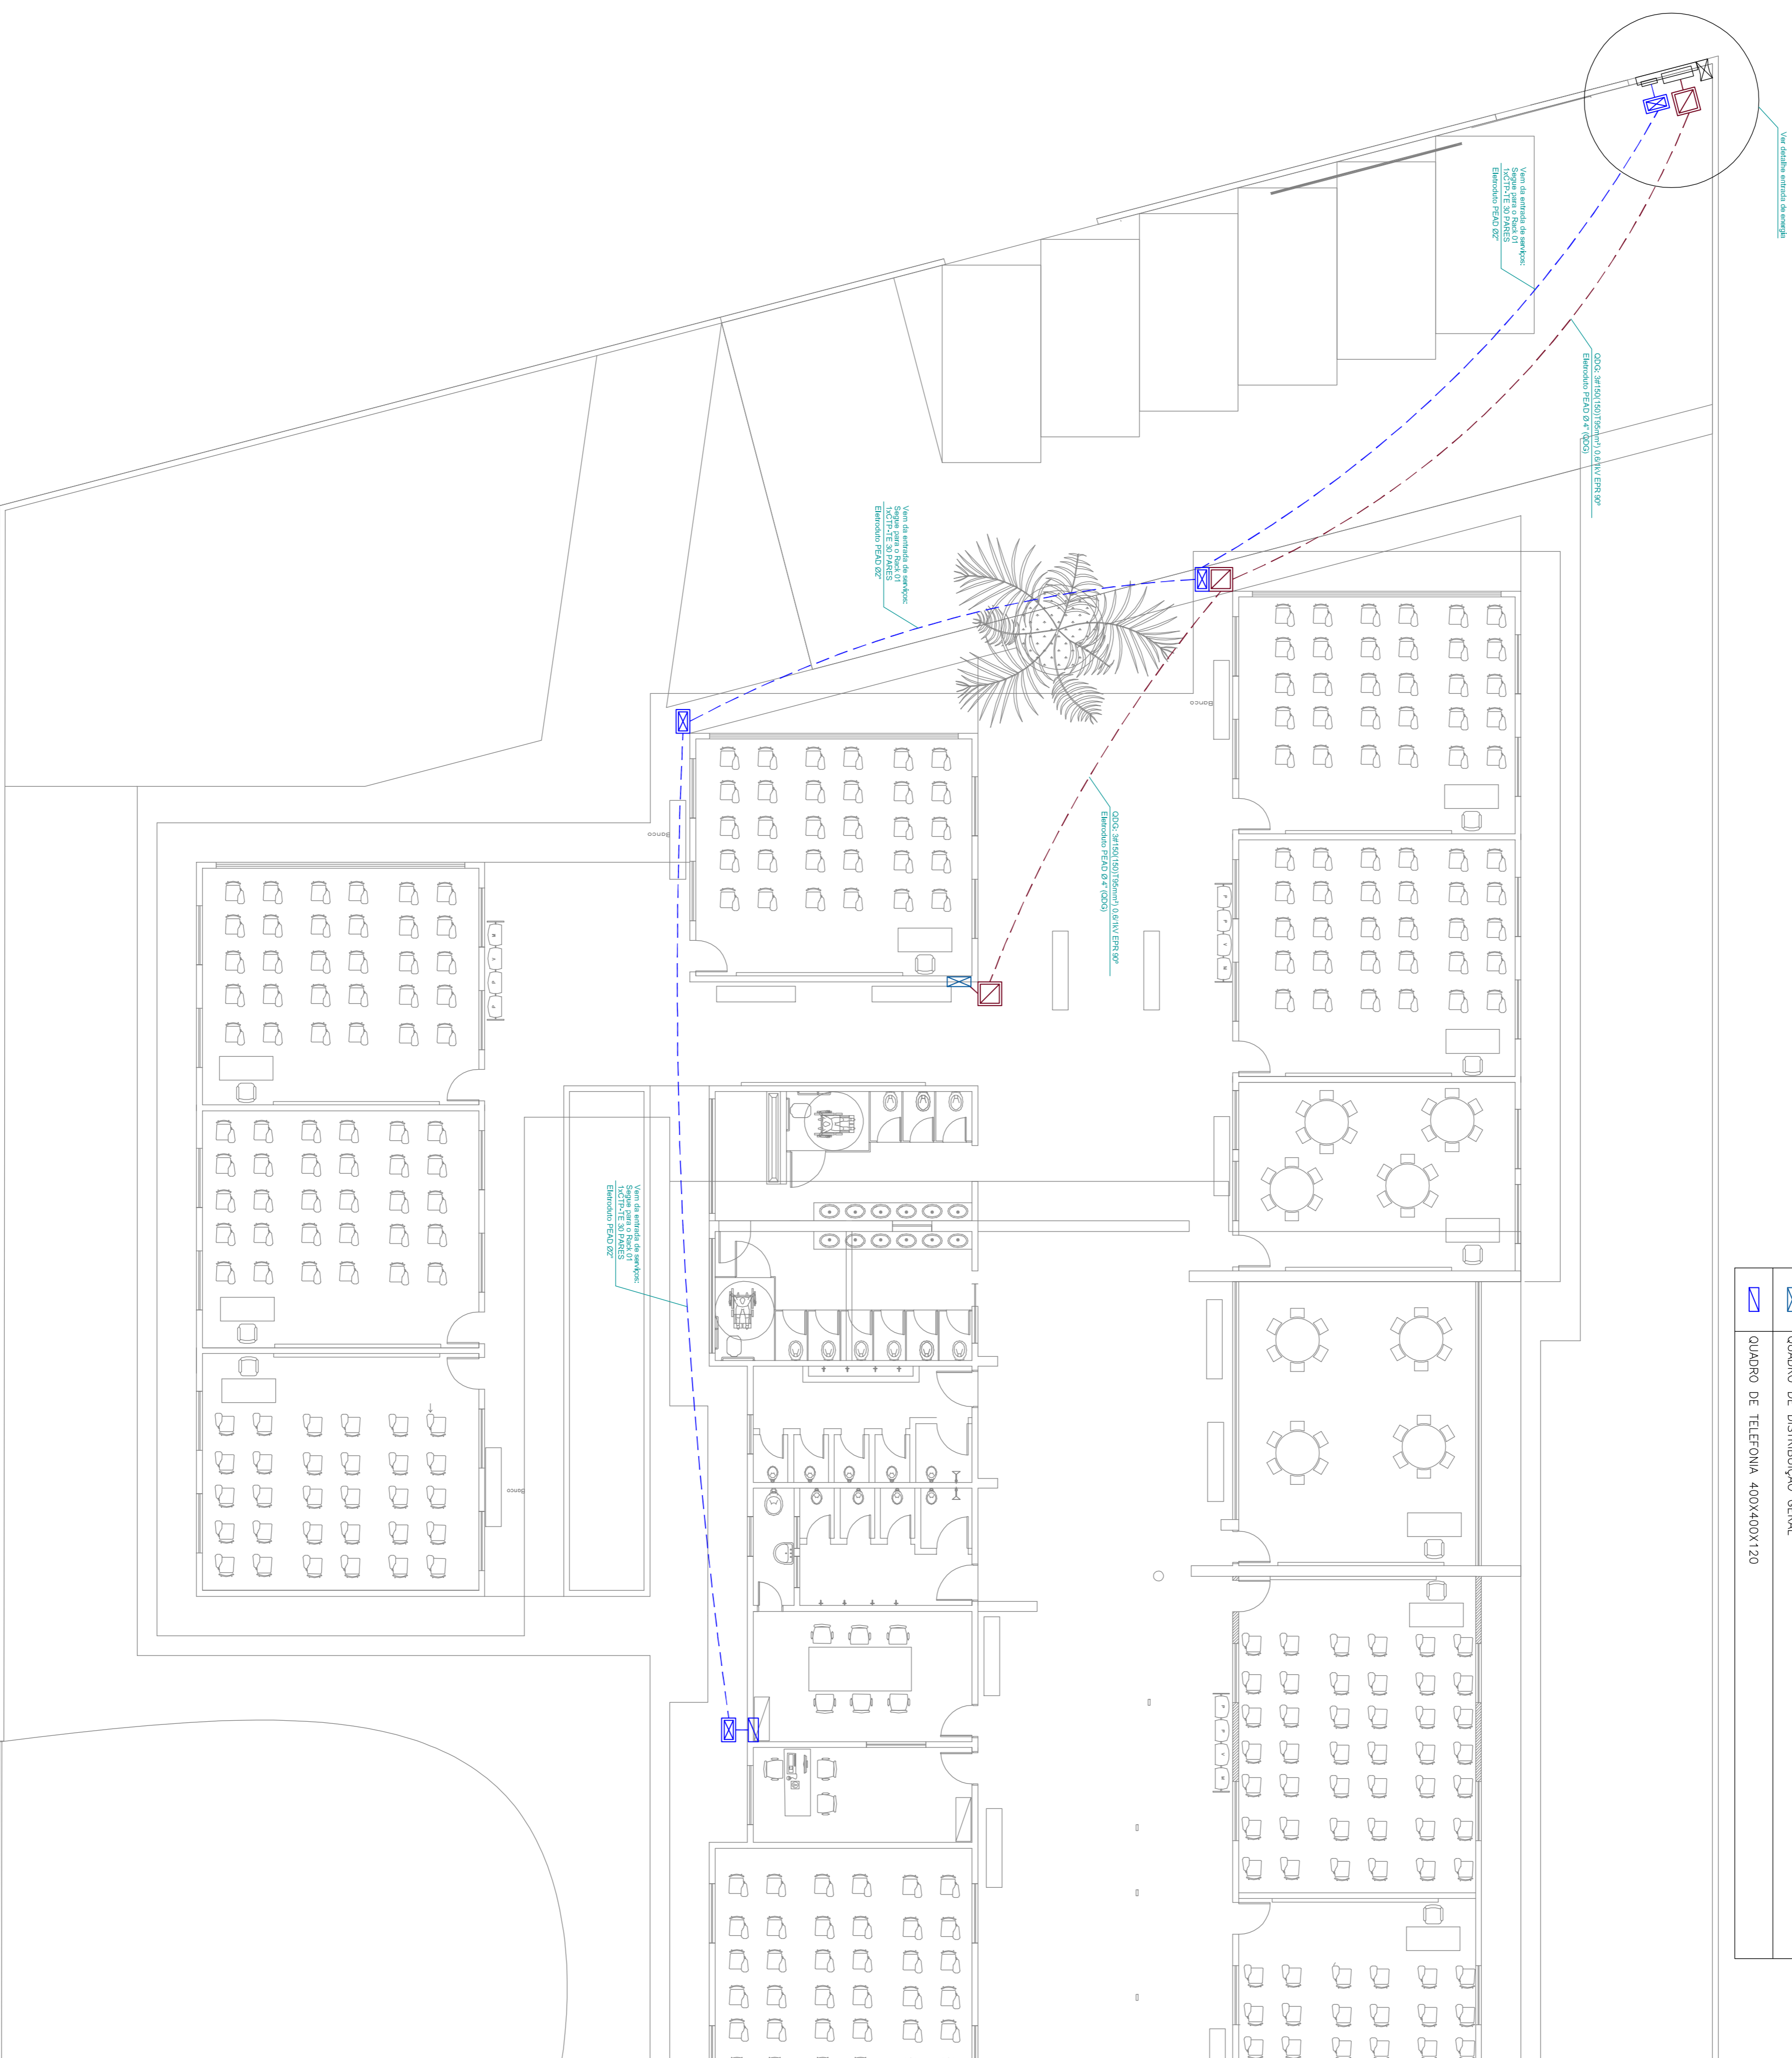 Ver detalhe entrada de energia
Vem da entrada de serviços:
Segue para o Rack 01
1xCTP-TE 30 PARES
Eletroduto PEAD Ø2"
QDG: 3#150(150)T95mm²) 0.6/1kV EPR 90º
Eletroduto PEAD Ø 4" (QDG)
Vem da entrada de serviços:
Segue para o Rack 01
1xCTP-TE 30 PARES
Eletroduto PEAD Ø2"
Banco
Banco
QDG: 3#150(150)T95mm²) 0.6/1kV EPR 90º
Eletroduto PEAD Ø 4" (QDG)
P
P
V
M
M
V
P
P
Vem da entrada de serviços:
Segue para o Rack 01
1xCTP-TE 30 PARES
Eletroduto PEAD Ø2"
Banco
P
P
V
M
QUADRO DE DISTRIBUIÇÃO GERAL
QUADRO DE TELEFONIA 400X400X120